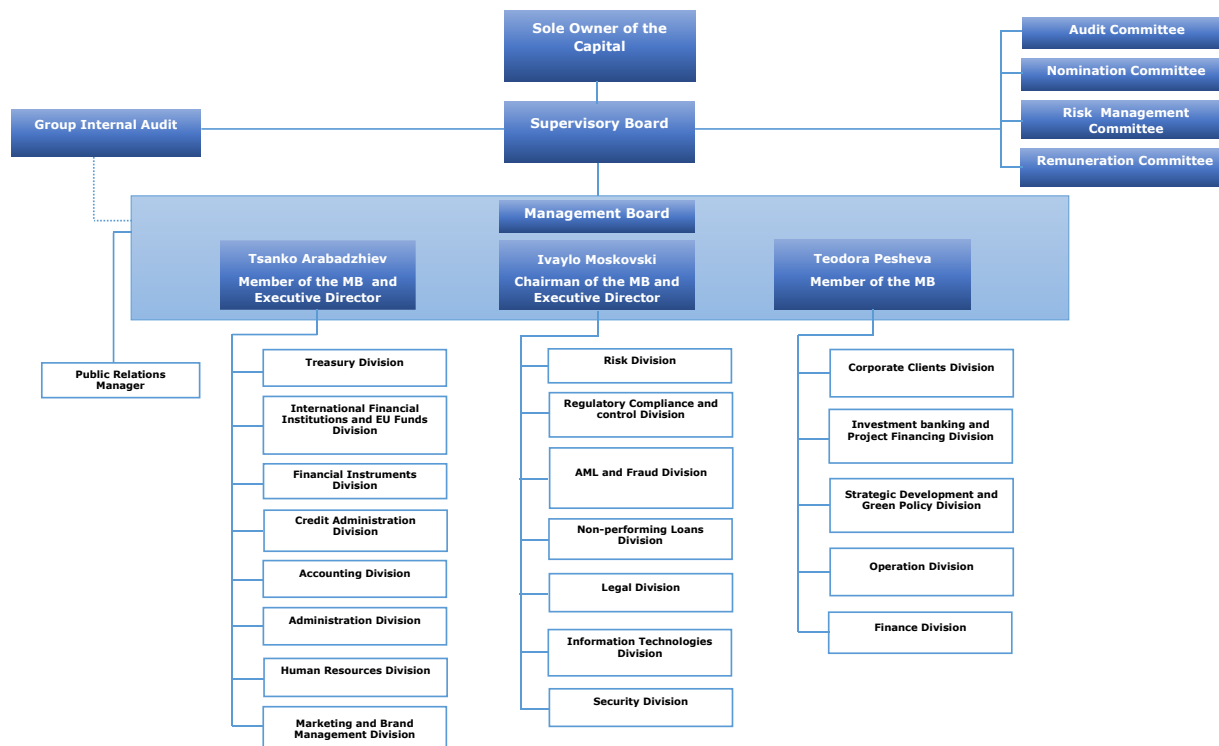 Sole Owner of the
Capital
Audit Committee
Nomination Committee
Risk Management
Committee
Remuneration Committee
Group Internal Audit
Supervisory Board
Management Board
Tsanko Arabadzhiev
Member of the MB and
Executive Director
Ivaylo Moskovski
Chairman of the MB and
Executive Director
Teodora Pesheva
Member of the MB
Public Relations
Manager
Treasury Division
International Financial
Institutions and EU Funds
Division
Financial Instruments
Division
Credit Administration
Division
Accounting Division
Administration Division
Human Resources Division
Marketing and Brand
Management Division
Risk Division
Regulatory Compliance and
control Division
AML and Fraud Division
Non-performing Loans
Division
Legal Division
Information Technologies
Division
Security Division
Corporate Clients Division
Investment banking and
Project Financing Division
Strategic Development and
Green Policy Division
Operation Division
Finance Division